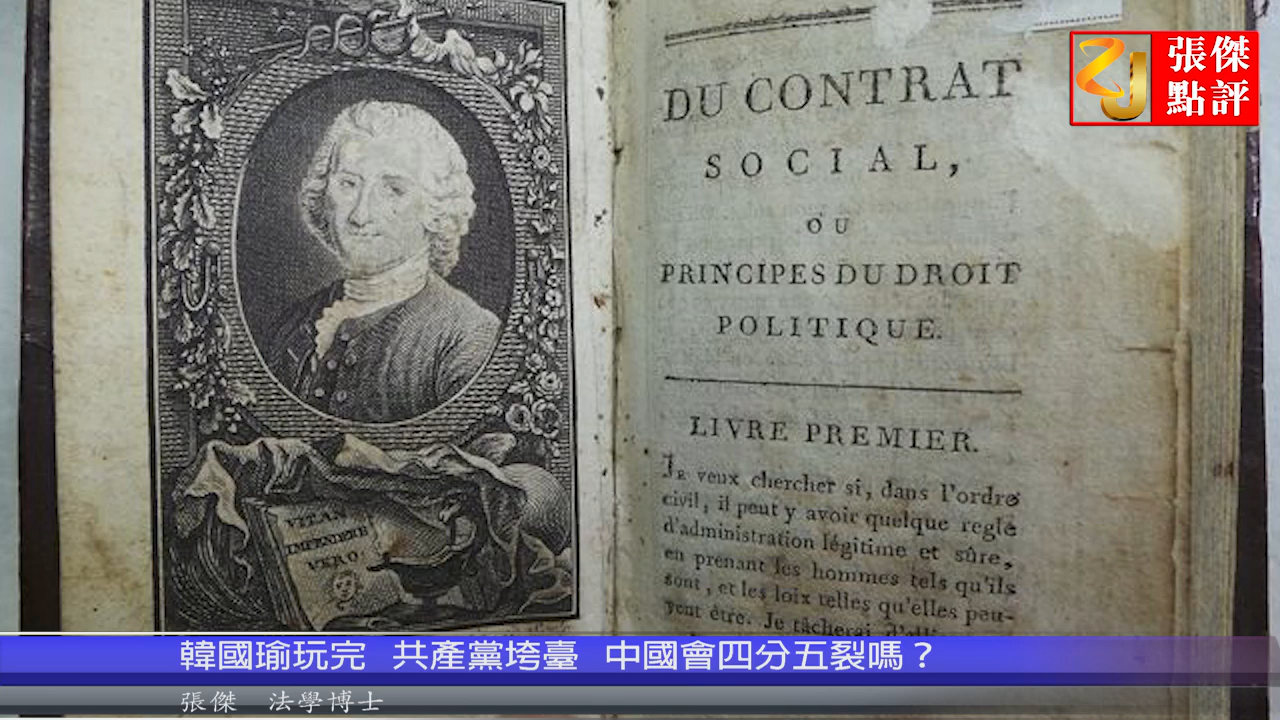 張傑
點評
DU CONTRAT
SOCIAL,
OU
PRINCIPES DU DROIT
POLITIQUE.
LIVRE PREMIER.
JE veux chercher si, dans l'ordre
civil, il peut y avoir quelque regle
d'administration légitime et sûre,
en prenant les hommes tels qu'ils
sont, et les loix telles qu'elles peu-
vent être. Je tâcherai
VITAM
IMPENDERE
VERO
韓國瑜玩完 共產黨垮臺 中國會四分五裂嗎？
張傑 法學博士